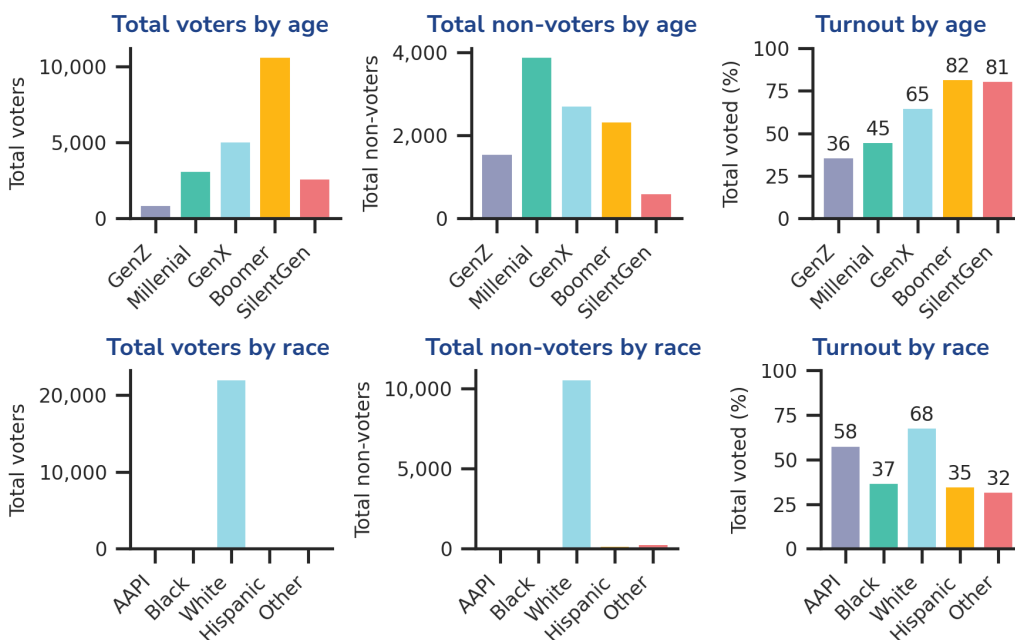 Total voters by age
Total voters
10,000
5,000
0
GenZ
Millenial
GenX
Boomer
SilentGen
Total non-voters by age
Total non-voters
4,000
2,000
0
GenZ
Millenial
GenX
Boomer
SilentGen
Turnout by age
Total voted (%)
100
75
50
25
0
36
45
65
82
81
GenZ
Millenial
GenX
Boomer
SilentGen
Total voters by race
Total voters
20,000
10,000
0
AAPI
Black
White
Hispanic
Other
Total non-voters by race
Total non-voters
10,000
5,000
0
AAPI
Black
White
Hispanic
Other
Turnout by race
Total voted (%)
100
75
50
25
0
58
37
68
35
32
AAPI
Black
White
Hispanic
Other